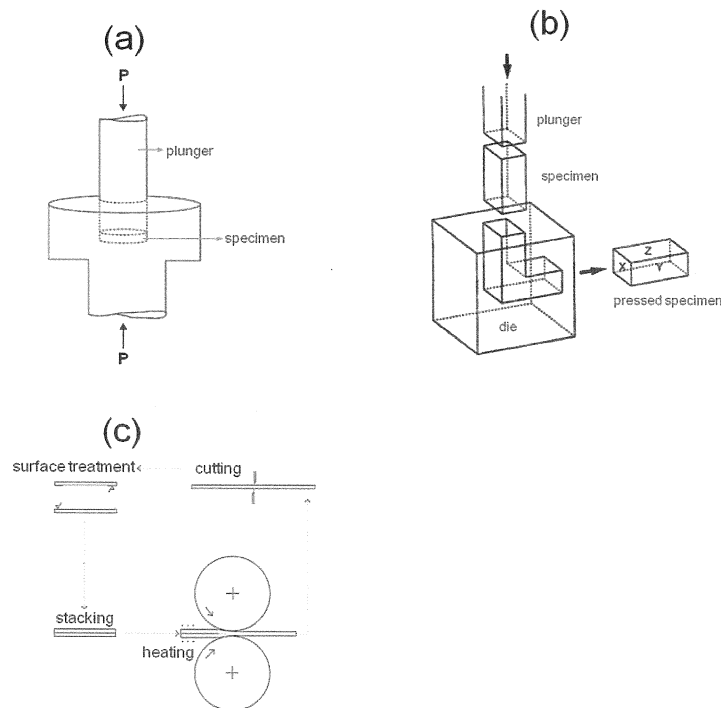 (a)
P
plunger
specimen
P
(b)
plunger
specimen
die
X
Y
Z
pressed specimen
(c)
surface treatment
cutting
stacking
heating